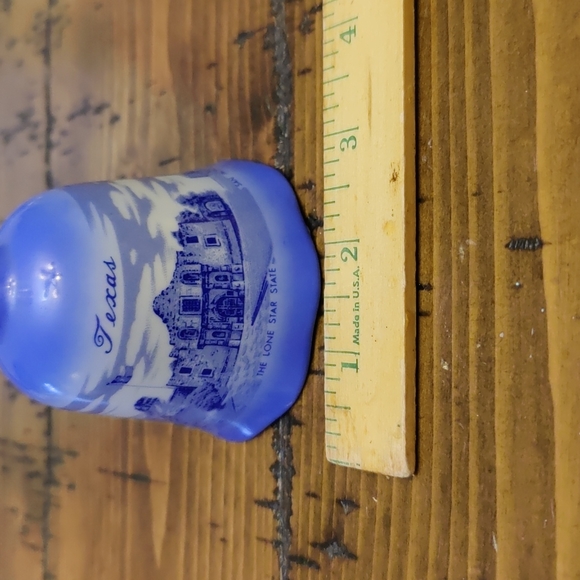 Texas
THE LONE STAR STATE
1 2 3 4
Made in U.S.A.